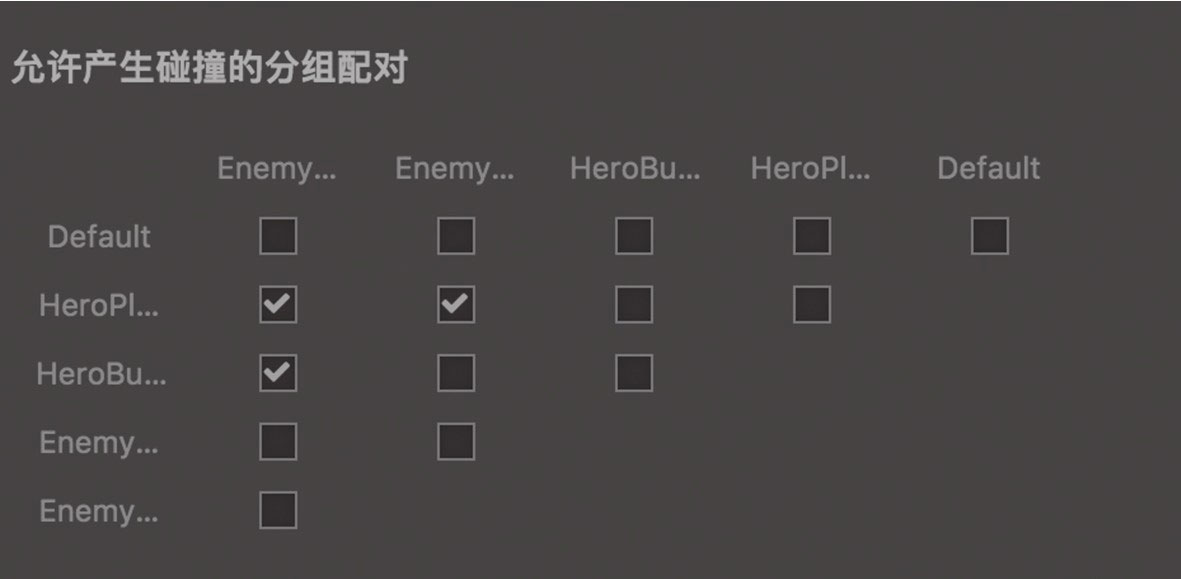 允许产生碰撞的分组配对
Enemy... Enemy... HeroBu... HeroPl... Default
Default
HeroPl...
HeroBu...
Enemy...
Enemy...